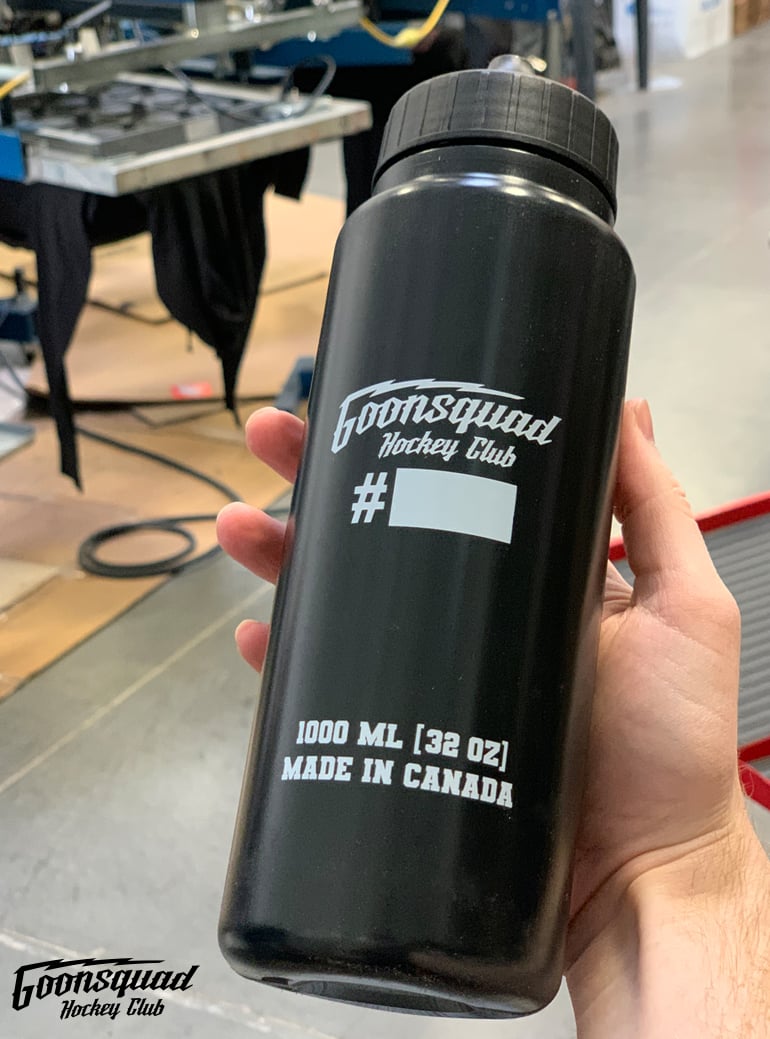 Goonsquad
Hockey Club
#
1000 ML [32 OZ]
MADE IN CANADA
Goonsquad
Hockey Club